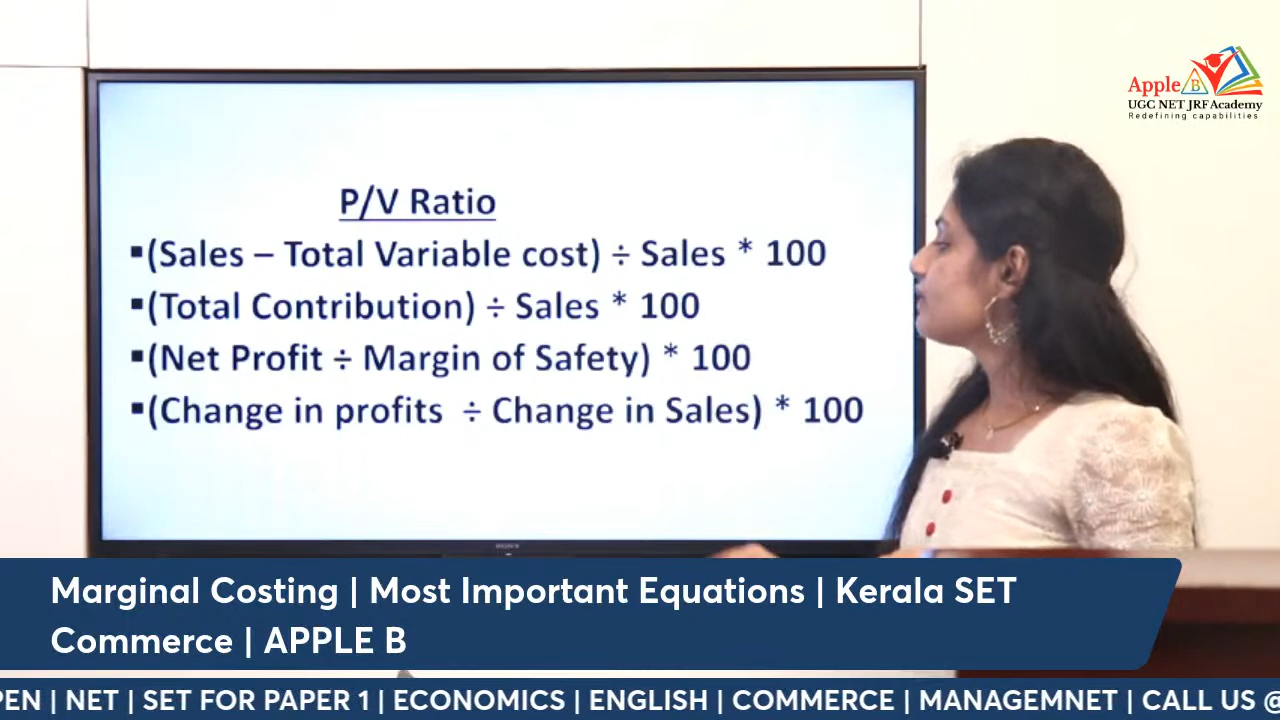 Apple B
UGC NET JRF Academy
Redefining capabilities
P/V Ratio
▪(Sales – Total Variable cost) ÷ Sales * 100
▪(Total Contribution) ÷ Sales * 100
▪(Net Profit ÷ Margin of Safety) * 100
▪(Change in profits ÷ Change in Sales) * 100
SONY
Marginal Costing | Most Important Equations | Kerala SET
Commerce | APPLE B
PEN | NET | SET FOR PAPER 1 | ECONOMICS | ENGLISH | COMMERCE | MANAGEMNET | CALL US @